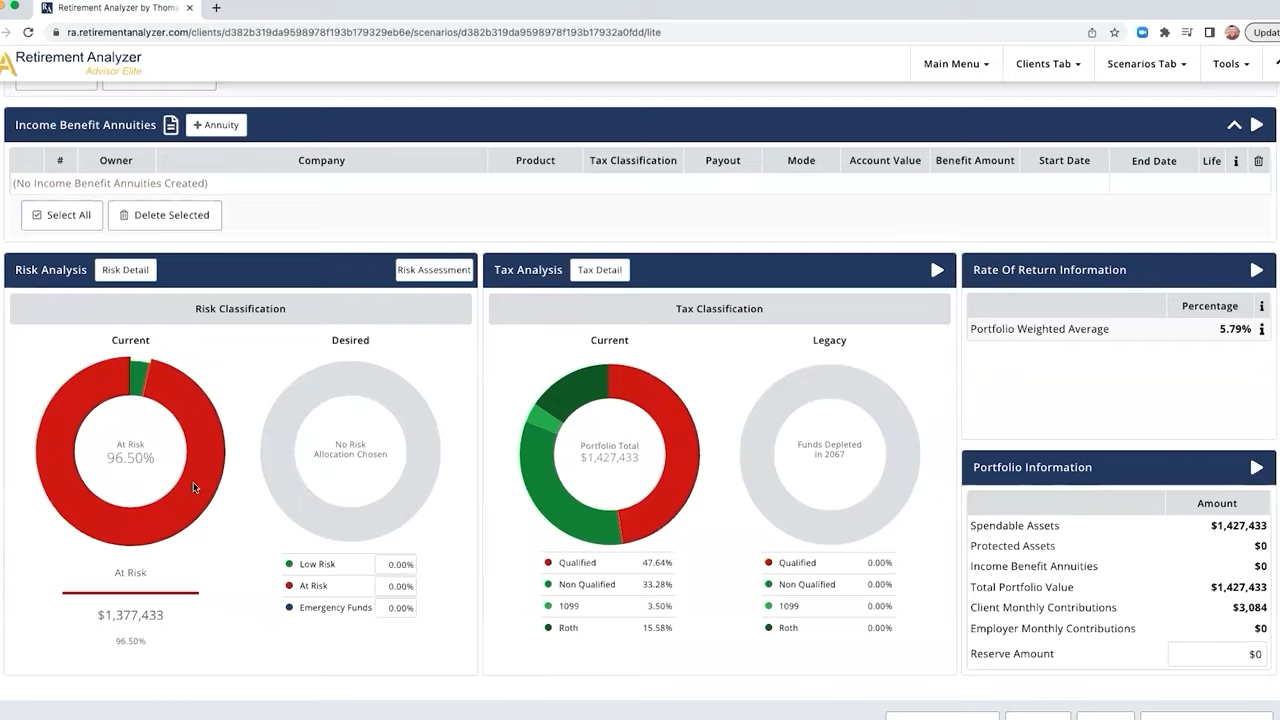 Retirement Analyzer by Thoma
ra.retirementanalyzer.com/clients/d382b319da9598978f193b179329eb6e/scenarios/d382b319da9598978f193b17932a0fdd/lite
Updat
Retirement Analyzer
Advisor Elite
Main Menu
Clients Tab
Scenarios Tab
Tools
Income Benefit Annuities
+ Annuity
# Owner Company Product Tax Classification Payout Mode Account Value Benefit Amount Start Date End Date Life
(No Income Benefit Annuities Created)
Select All
Delete Selected
Risk Analysis
Risk Detail
Risk Assessment
Risk Classification
Current
Desired
At Risk
96.50%
No Risk
Allocation Chosen
At Risk
$1,377,433
96.50%
Low Risk 0.00%
At Risk 0.00%
Emergency Funds 0.00%
Tax Analysis
Tax Detail
Tax Classification
Current
Legacy
Portfolio Total
$1,427,433
Funds Depleted
in 2067
Qualified 47.64%
Non Qualified 33.28%
1099 3.50%
Roth 15.58%
Qualified 0.00%
Non Qualified 0.00%
1099 0.00%
Roth 0.00%
Rate Of Return Information
Percentage
Portfolio Weighted Average 5.79%
Portfolio Information
Amount
Spendable Assets $1,427,433
Protected Assets $0
Income Benefit Annuities $0
Total Portfolio Value $1,427,433
Client Monthly Contributions $3,084
Employer Monthly Contributions $0
Reserve Amount $0